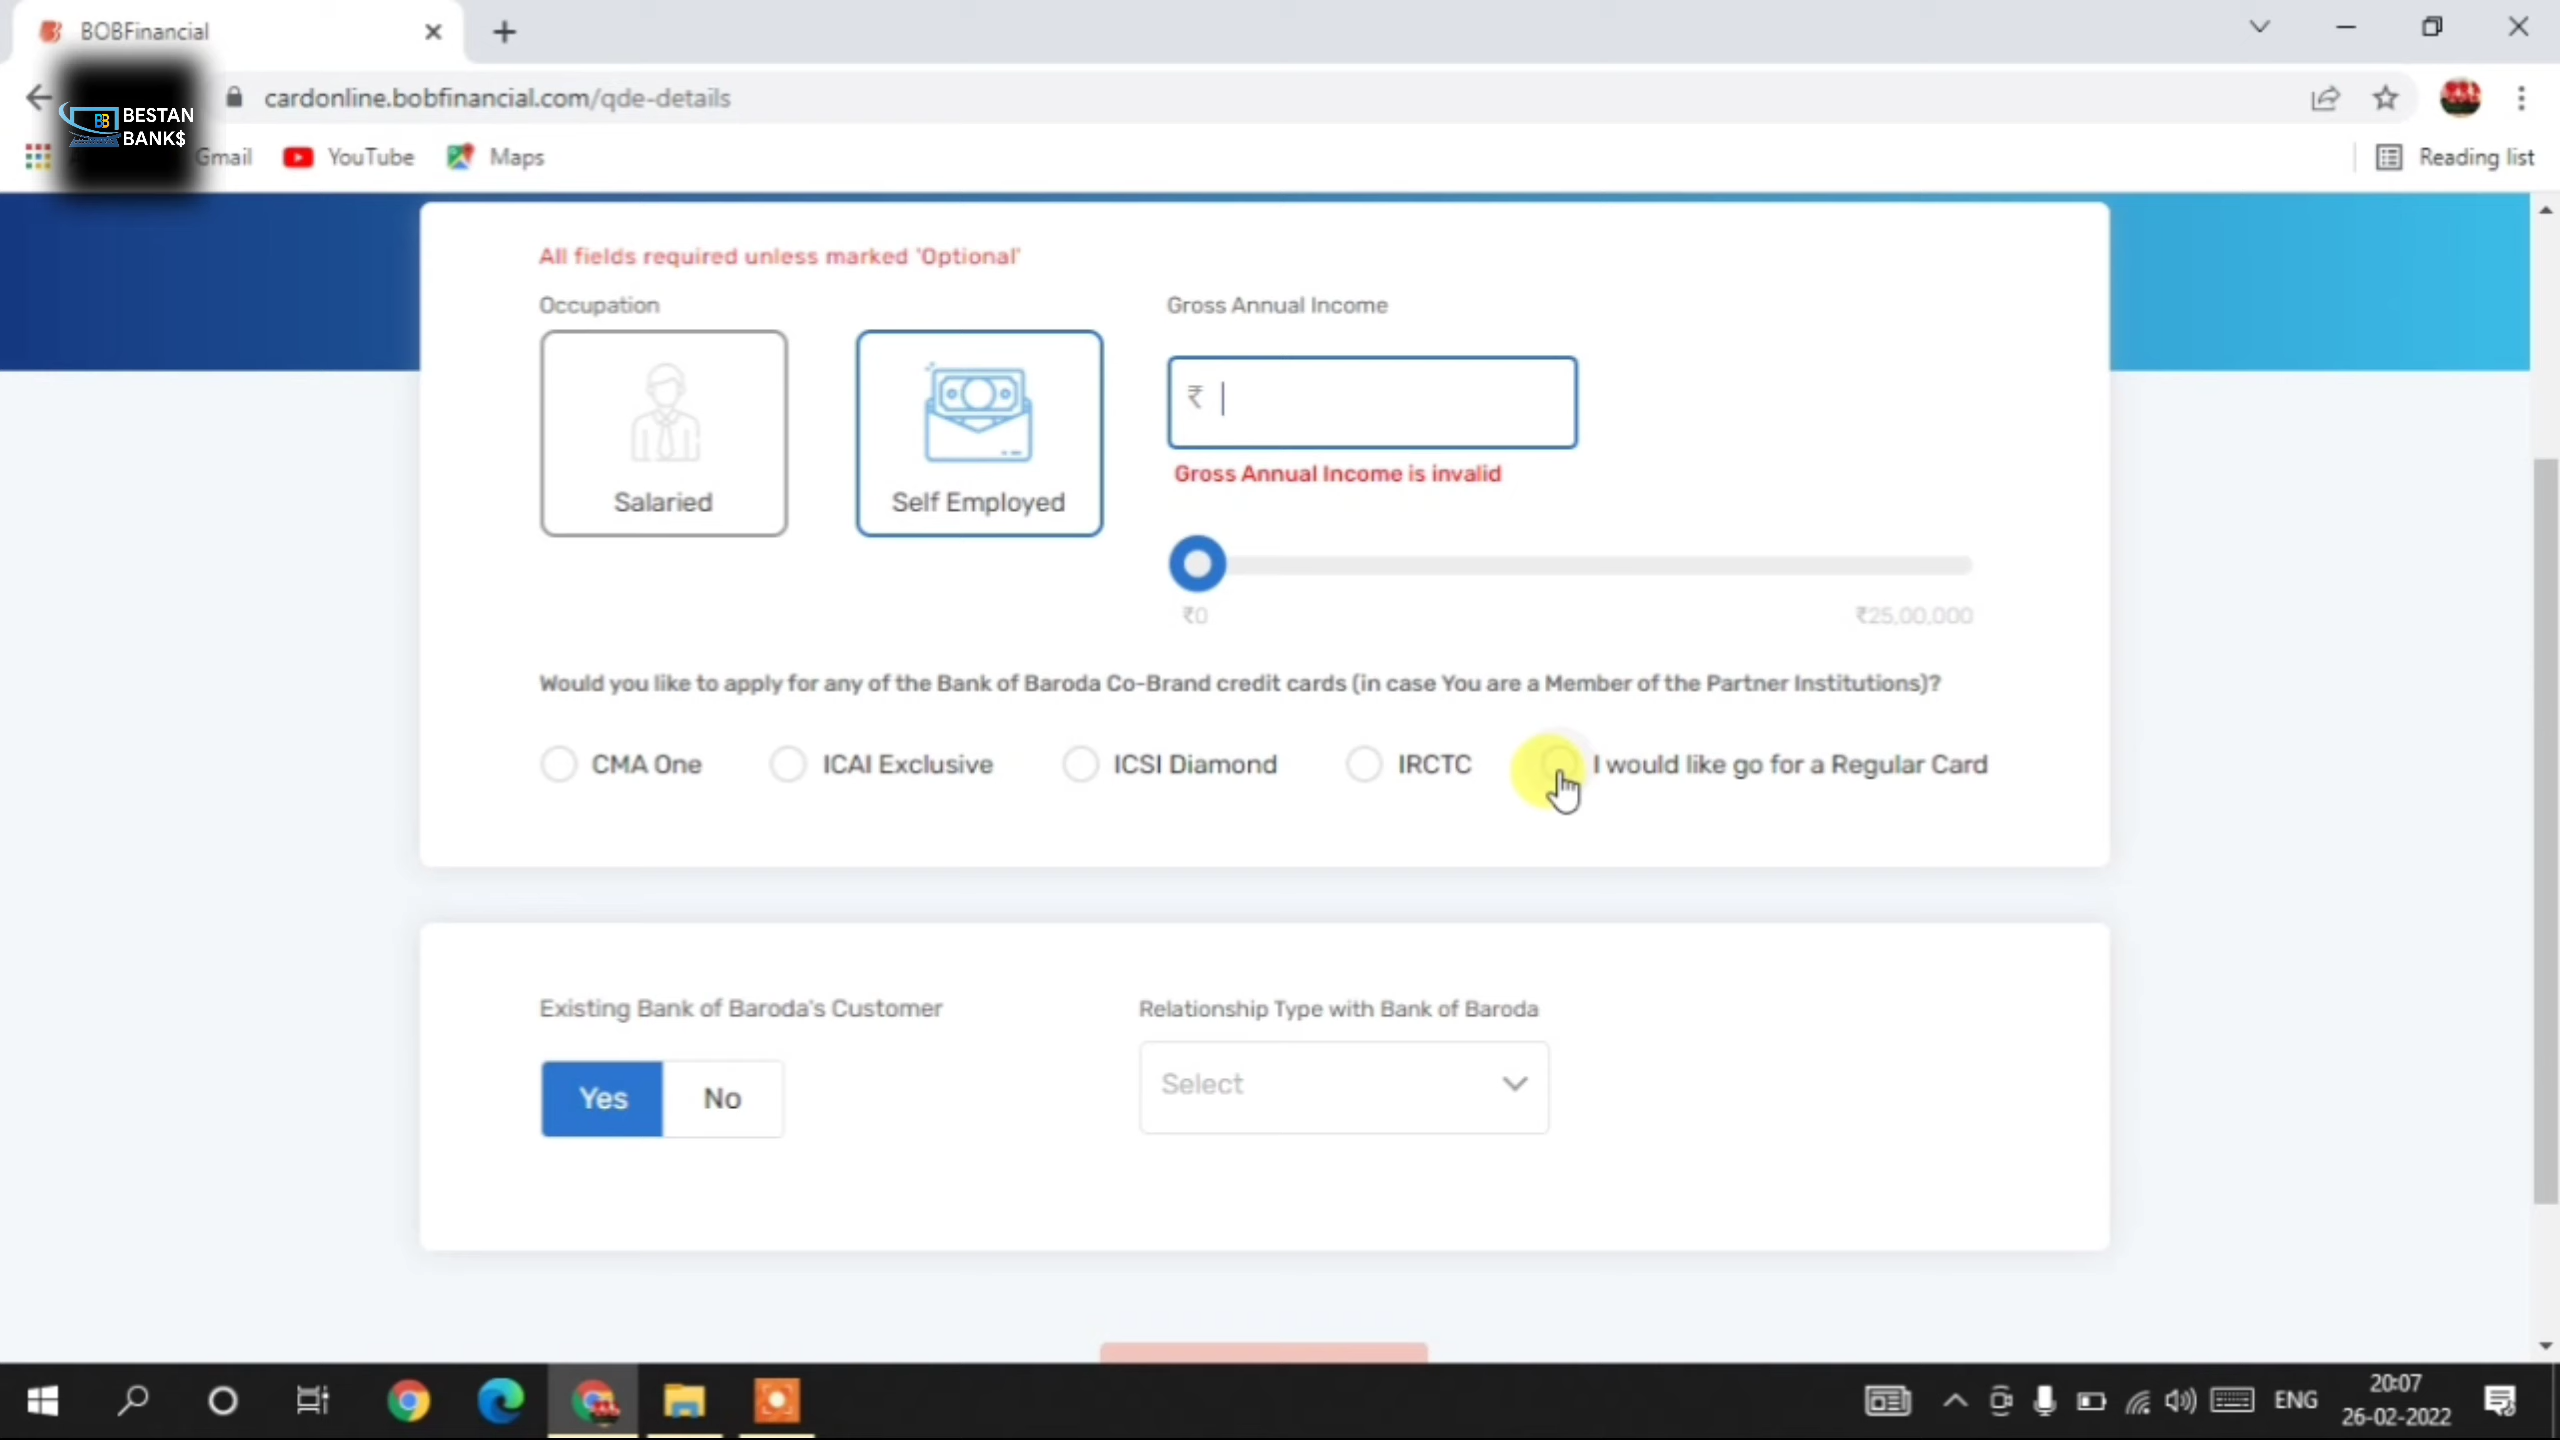 BOBFinancial
cardonline.bobfinancial.com/qde-details
BB BESTAN
BANK$
Gmail YouTube Maps Reading list
All fields required unless marked 'Optional'
Occupation Gross Annual Income
₹
Salaried Self Employed
Gross Annual Income is invalid
₹0 ₹25,00,000
Would you like to apply for any of the Bank of Baroda Co-Brand credit cards (in case You are a Member of the Partner Institutions)?
CMA One ICAI Exclusive ICSI Diamond IRCTC I would like go for a Regular Card
Existing Bank of Baroda's Customer Relationship Type with Bank of Baroda
Yes No Select
ENG
20:07
26-02-2022